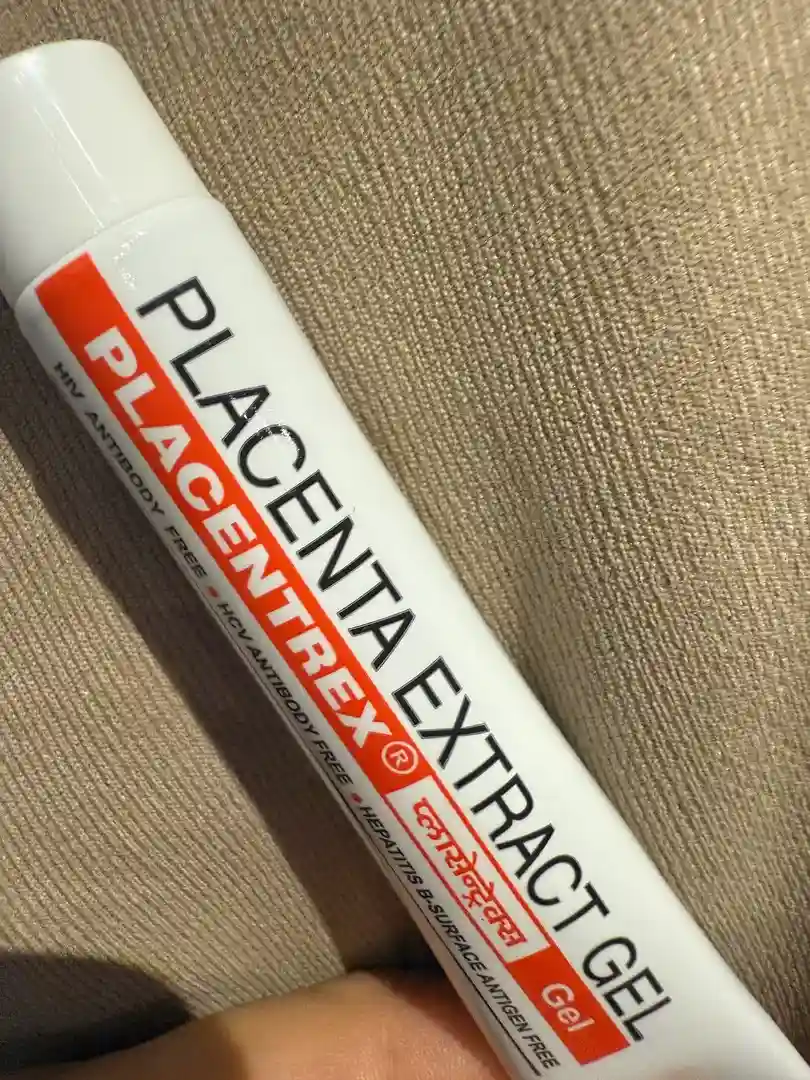 PLACENTA EXTRACT GEL
PLACENTREX® प्लासेन्ट्रेक्स Gel
HIV ANTIBODY FREE • HCV ANTIBODY FREE • HEPATITIS B-SURFACE ANTIGEN FREE